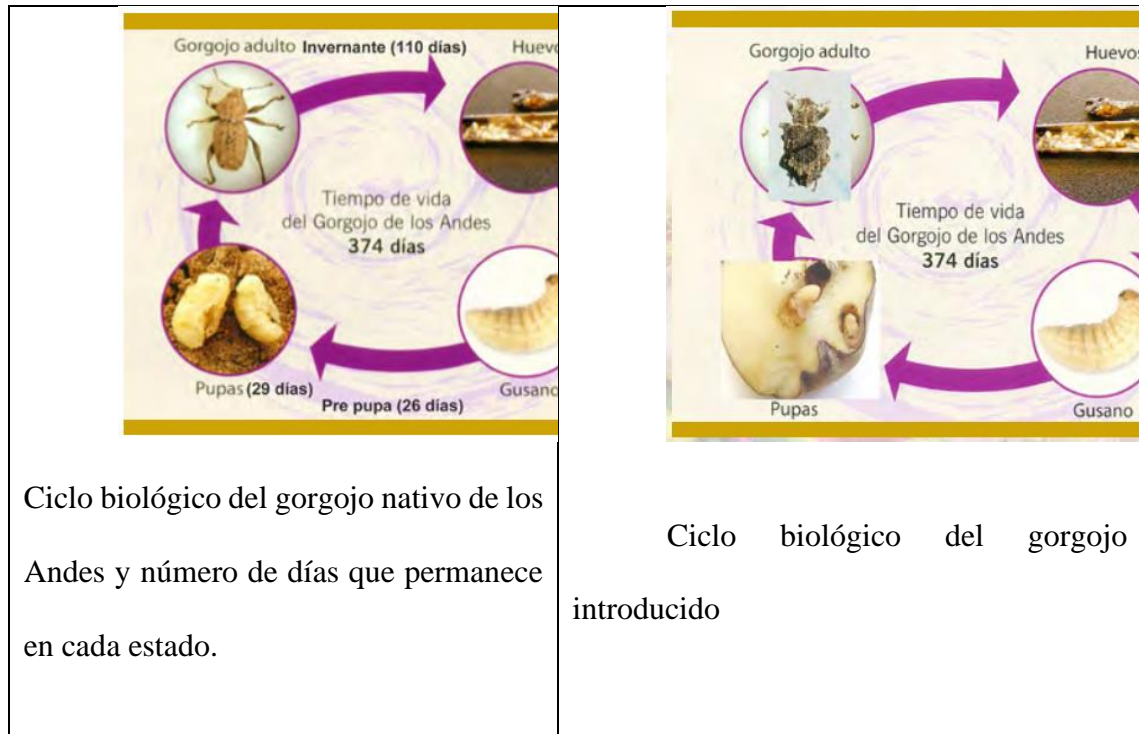 Gorgojo adulto Invernante (110 días)
Tiempo de vida
del Gorgojo de los Andes
374 días
Pupas (29 días)
Pre pupa (26 días)
Ciclo biológico del gorgojo nativo de los
Andes y número de días que permanece
en cada estado.
Gorgojo adulto
Huevos
Tiempo de vida
del Gorgojo de los Andes
374 días
Pupas
Gusano
Ciclo biológico del gorgojo
introducido